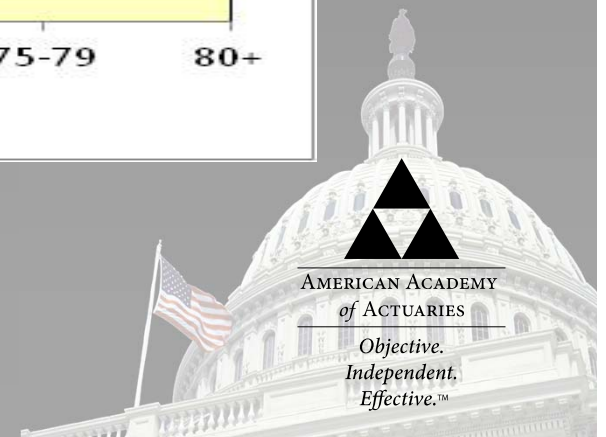 75-79 80+
AMERICAN ACADEMY
of ACTUARIES
Objective.
Independent.
Effective.™